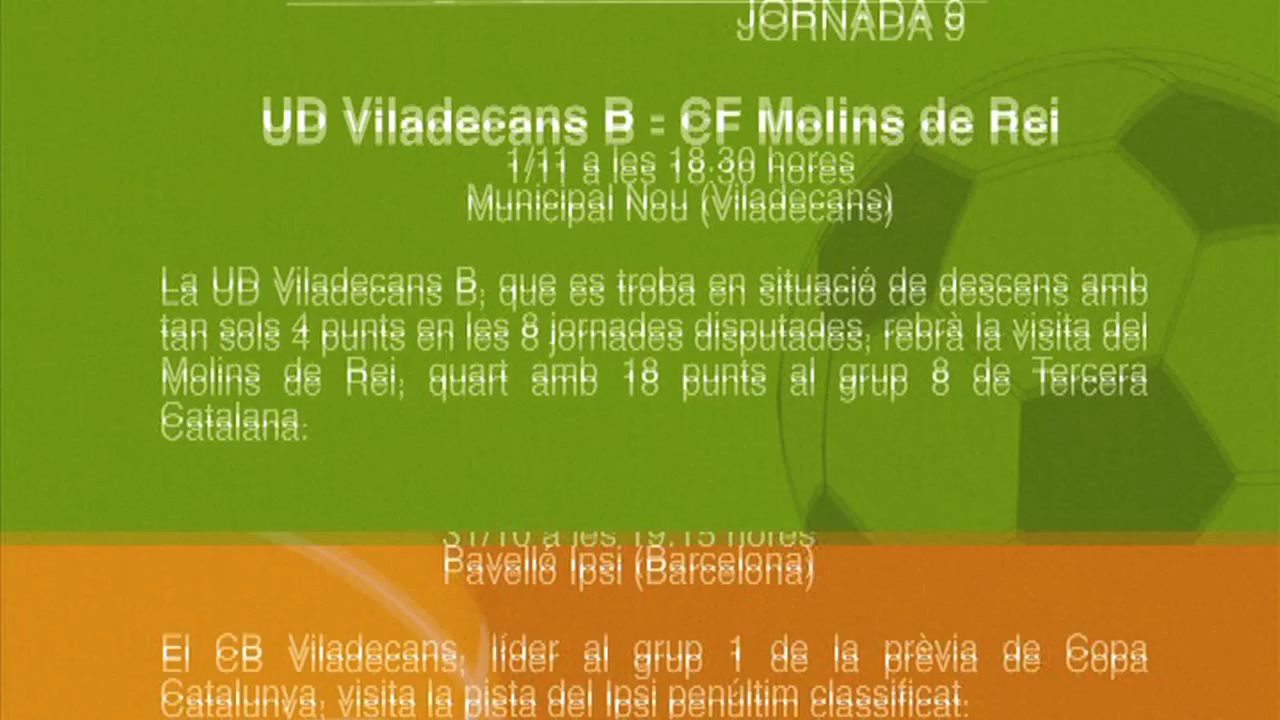 JORNADA 9
UD Viladecans B - CF Molins de Rei
1/11 a les 18:30 hores
Municipal Nou (Viladecans)
La UD Viladecans B, que es troba en situació de descens amb
tan sols 4 punts en les 8 jornades disputades, rebrà la visita del
Molins de Rei, quart amb 18 punts al grup 8 de Tercera
Catalana.
31/10 a les 19:15 hores
Pavelló Ipsi (Barcelona)
El CB Viladecans, líder al grup 1 de la prèvia de Copa
Catalunya, visita la pista del Ipsi penúltim classificat.